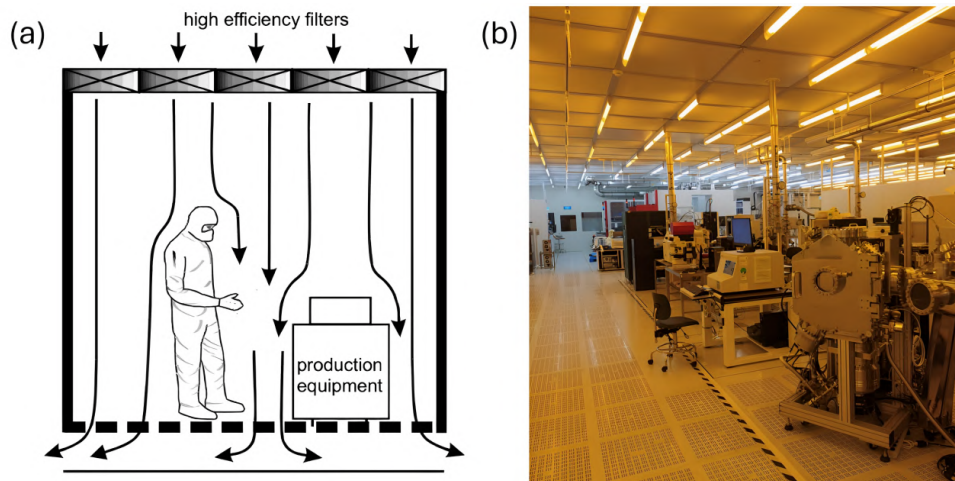 (a)
high efficiency filters
production
equipment
(b)